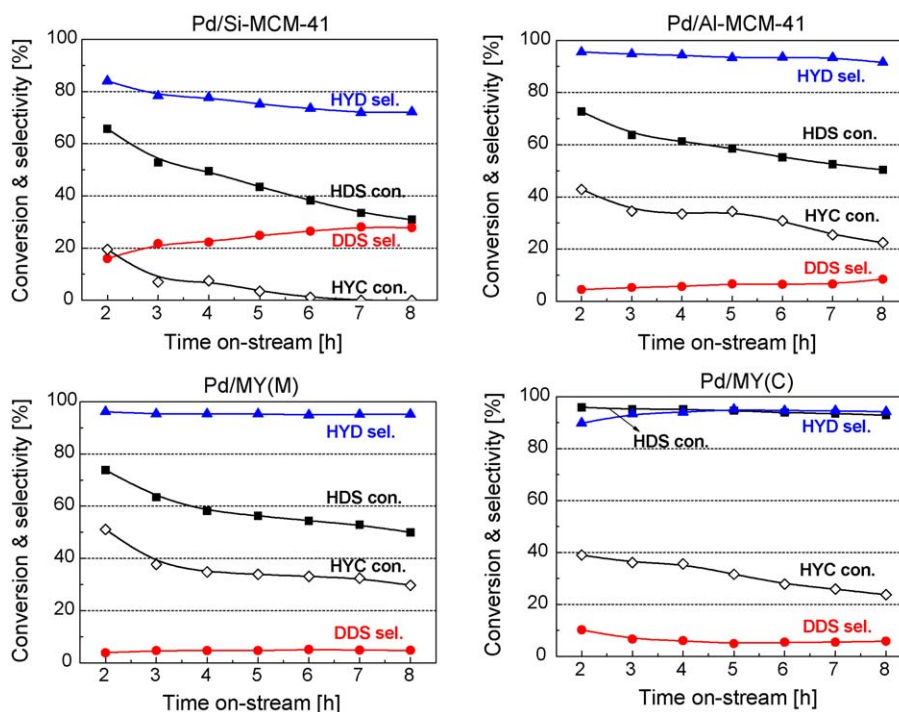 Pd/Si-MCM-41
Conversion & selectivity [%]
100
80
60
40
20
0
HYD sel.
HDS con.
DDS sel.
HYC con.
2 3 4 5 6 7 8
Time on-stream [h]
Pd/Al-MCM-41
Conversion & selectivity [%]
100
80
60
40
20
0
HYD sel.
HDS con.
HYC con.
DDS sel.
2 3 4 5 6 7 8
Time on-stream [h]
Pd/MY(M)
Conversion & selectivity [%]
100
80
60
40
20
0
HYD sel.
HDS con.
HYC con.
DDS sel.
2 3 4 5 6 7 8
Time on-stream [h]
Pd/MY(C)
Conversion & selectivity [%]
100
80
60
40
20
0
HYD sel.
HDS con.
HYC con.
DDS sel.
2 3 4 5 6 7 8
Time on-stream [h]